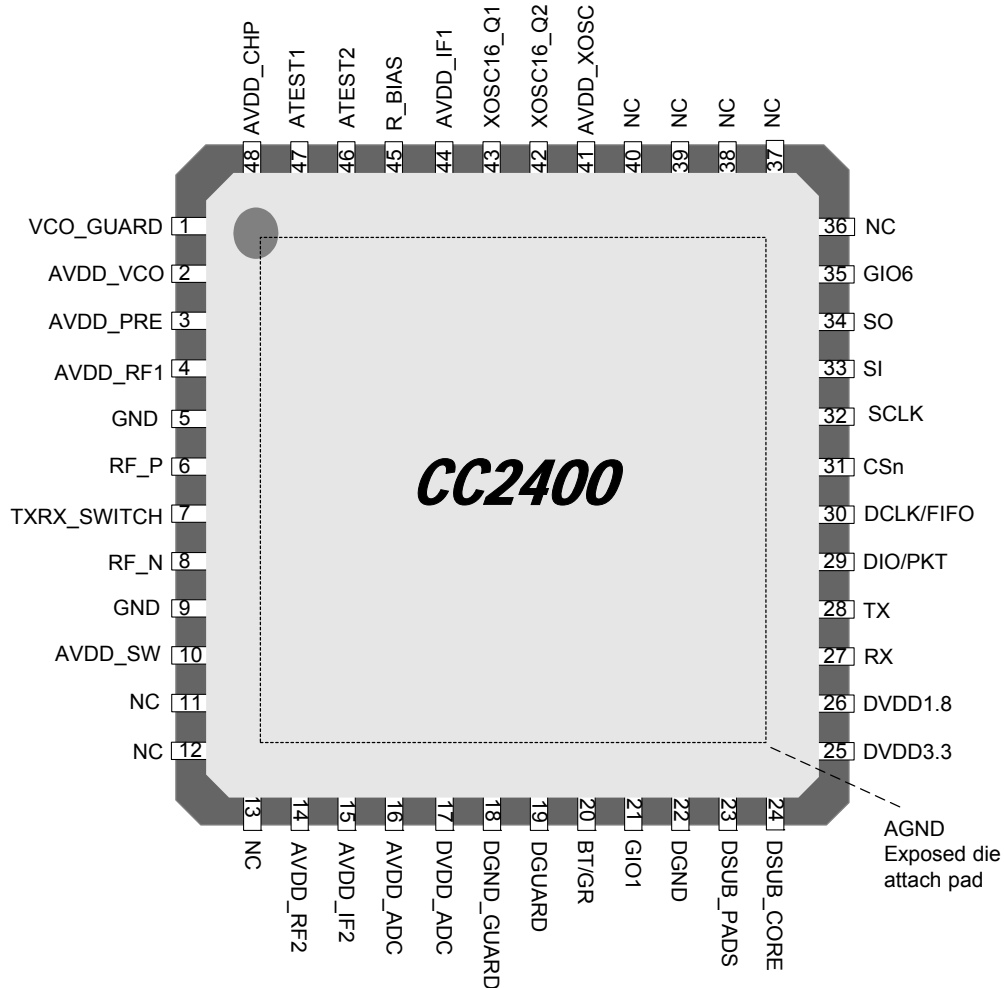 AVDD_CHP
ATEST1
ATEST2
R_BIAS
AVDD_IF1
XOSC16_Q1
XOSC16_Q2
AVDD_XOSC
NC
NC
NC
NC
48
47
46
45
44
43
42
41
40
39
38
37
VCO_GUARD 1
AVDD_VCO 2
AVDD_PRE 3
AVDD_RF1 4
GND 5
RF_P 6
TXRX_SWITCH 7
RF_N 8
GND 9
AVDD_SW 10
NC 11
NC 12
CC2400
36 NC
35 GIO6
34 SO
33 SI
32 SCLK
31 CSn
30 DCLK/FIFO
29 DIO/PKT
28 TX
27 RX
26 DVDD1.8
25 DVDD3.3
13
14
15
16
17
18
19
20
21
22
23
24
NC
AVDD_RF2
AVDD_IF2
AVDD_ADC
DVDD_ADC
DGND_GUARD
DGUARD
BT/GR
GIO1
DGND
DSUB_PADS
DSUB_CORE
AGND
Exposed die
attach pad